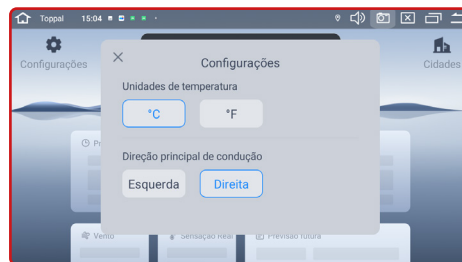 Toppal 15:04
Configurações
Cidades
Configurações
Unidades de temperatura
°C °F
Direção principal de condução
Esquerda Direita
Vento
Sensação Real
Previsão futura